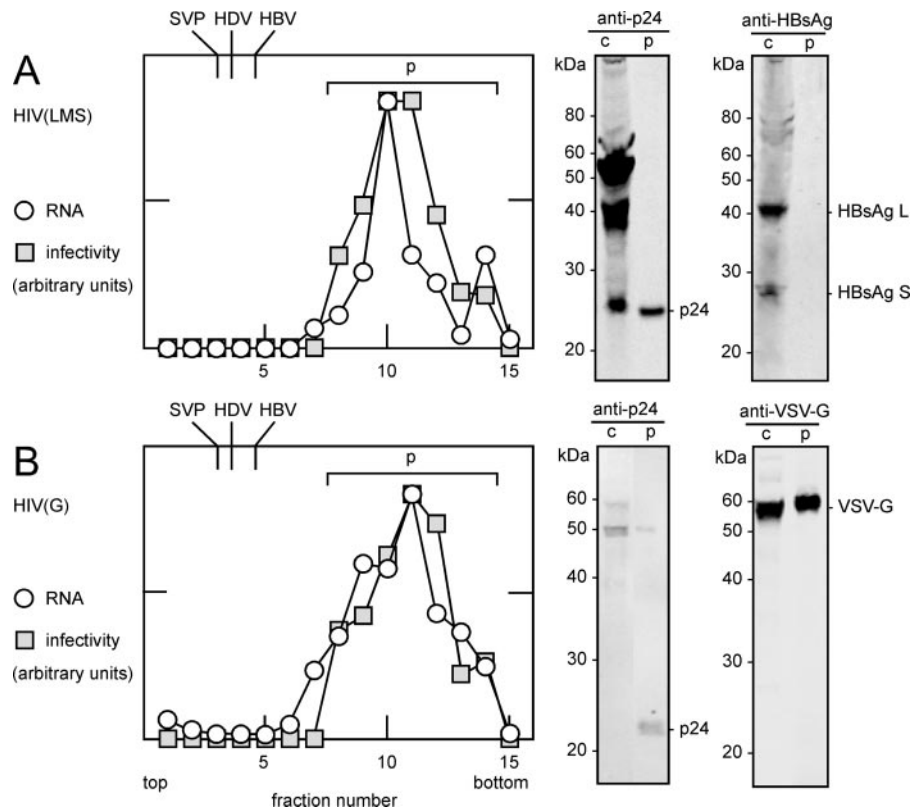 SVP HDV HBV
A
HIV(LMS)
RNA
infectivity
(arbitrary units)
p
5 10 15
anti-p24
c p
kDa
80
60
50
40
30
20
p24
anti-HBsAg
c p
kDa
80
60
50
40
30
20
HBsAg L
HBsAg S
SVP HDV HBV
B
HIV(G)
RNA
infectivity
(arbitrary units)
p
5 10 15
top bottom
fraction number
anti-p24
c p
kDa
60
50
40
30
20
p24
anti-VSV-G
c p
kDa
60
50
40
30
20
VSV-G